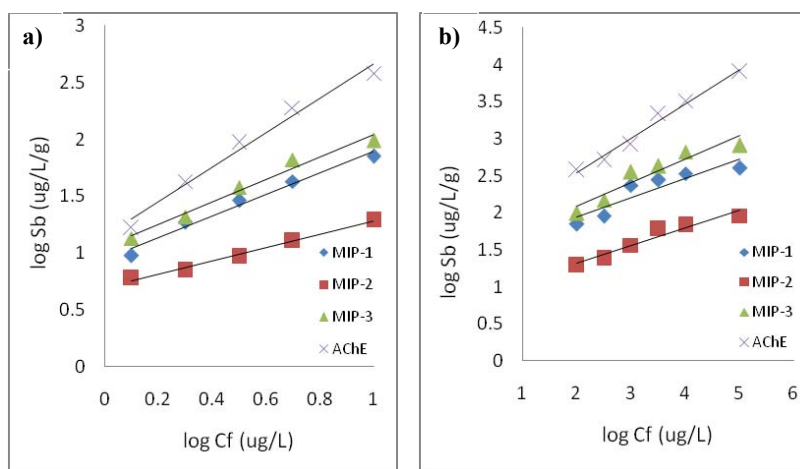 a)
log Sb (ug/L/g)
3
2.5
2
1.5
1
0.5
0
0 0.2 0.4 0.6 0.8 1
log Cf (ug/L)
MIP-1
MIP-2
MIP-3
AChE
b)
log Sb (ug/L/g)
4.5
4
3.5
3
2.5
2
1.5
1
0.5
0
1 2 3 4 5 6
log Cf (ug/L)
MIP-1
MIP-2
MIP-3
AChE